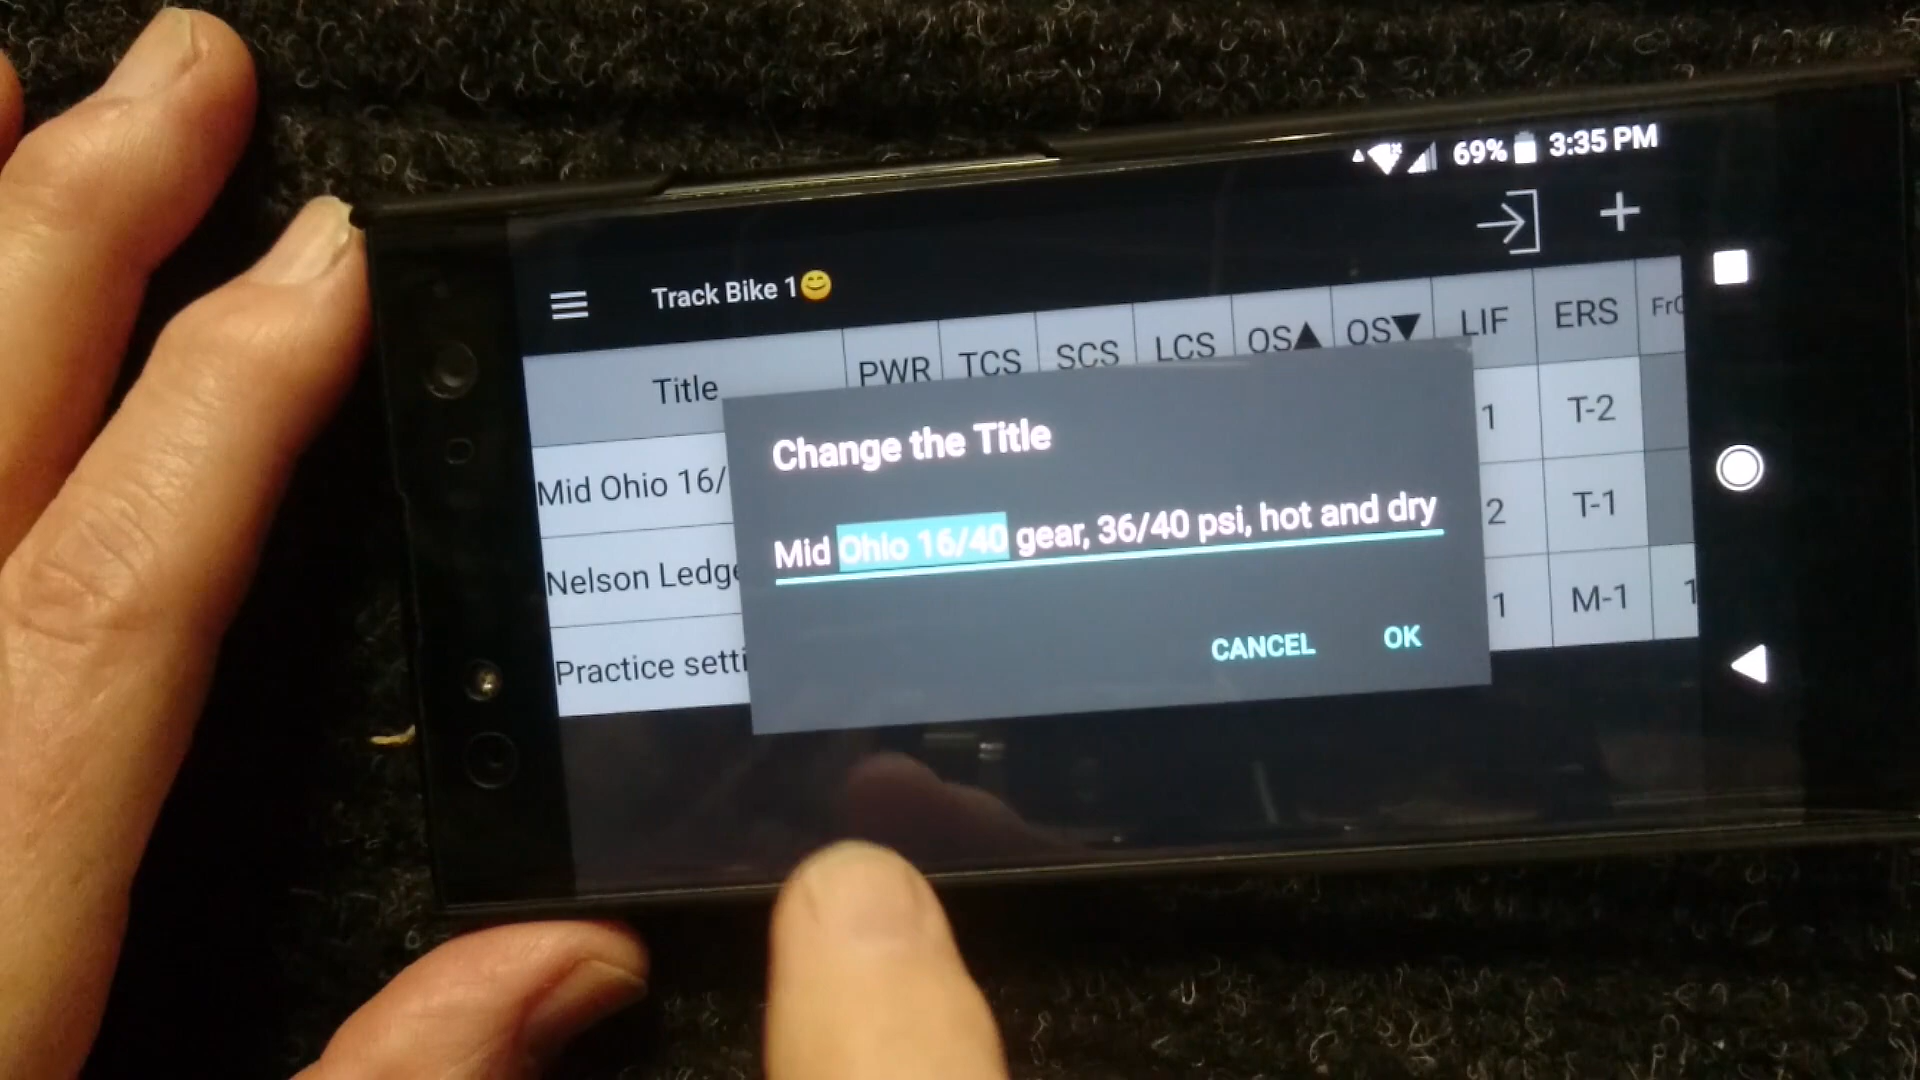 69% 3:35 PM
Track Bike 1😊
Title PWR TCS SCS LCS OS▲ OS▼ LIF ERS
Change the Title
Mid Ohio 16/40 gear, 36/40 psi, hot and dry
CANCEL OK
Mid Ohio 16/ 1 T-2
Nelson Ledge 2 T-1
Practice setti 1 M-1 1